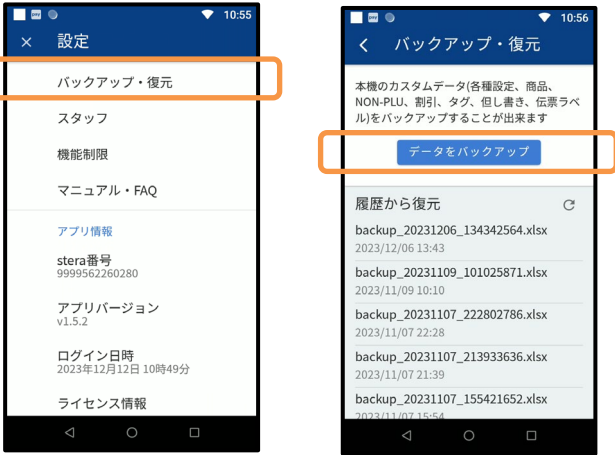 pay
10:55
× 設定
バックアップ・復元
スタッフ
機能制限
マニュアル・FAQ
アプリ情報
stera番号
9999562260280
アプリバージョン
v1.5.2
ログイン日時
2023年12月12日 10時49分
ライセンス情報
pay
10:56
バックアップ・復元
本機のカスタムデータ(各種設定、商品、
NON-PLU、割引、タグ、但し書き、伝票ラベ
ル)をバックアップすることが出来ます
データをバックアップ
履歴から復元
backup_20231206_134342564.xlsx
2023/12/06 13:43
backup_20231109_101025871.xlsx
2023/11/09 10:10
backup_20231107_222802786.xlsx
2023/11/07 22:28
backup_20231107_213933636.xlsx
2023/11/07 21:39
backup_20231107_155421652.xlsx
2023/11/07 15:54